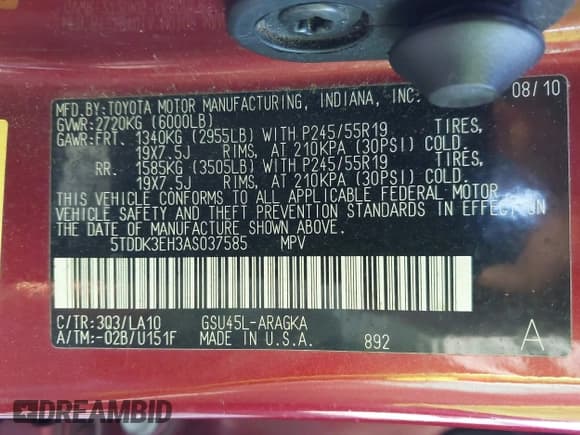 MFD.BY:TOYOTA MOTOR MANUFACTURING, INDIANA, INC. 08/10
GVWR:2720KG (6000LB)
GAWR:FRT. 1340KG (2955LB) WITH P245/55R19 TIRES,
19X7.5J RIMS, AT 210KPA (30PSI) COLD.
RR. 1585KG (3505LB) WITH P245/55R19 TIRES,
19X7.5J RIMS, AT 210KPA (30PSI) COLD.
THIS VEHICLE CONFORMS TO ALL APPLICABLE FEDERAL MOTOR
VEHICLE SAFETY AND THEFT PREVENTION STANDARDS IN EFFECT ON
THE DATE OF MANUFACTURE SHOWN ABOVE.
5TDDK3EH3AS037585 MPV
C/TR:3Q3/LA10 GSU45L-ARAGKA
A/TM:-02B/U151F MADE IN U.S.A. 892 A
DREAMBID